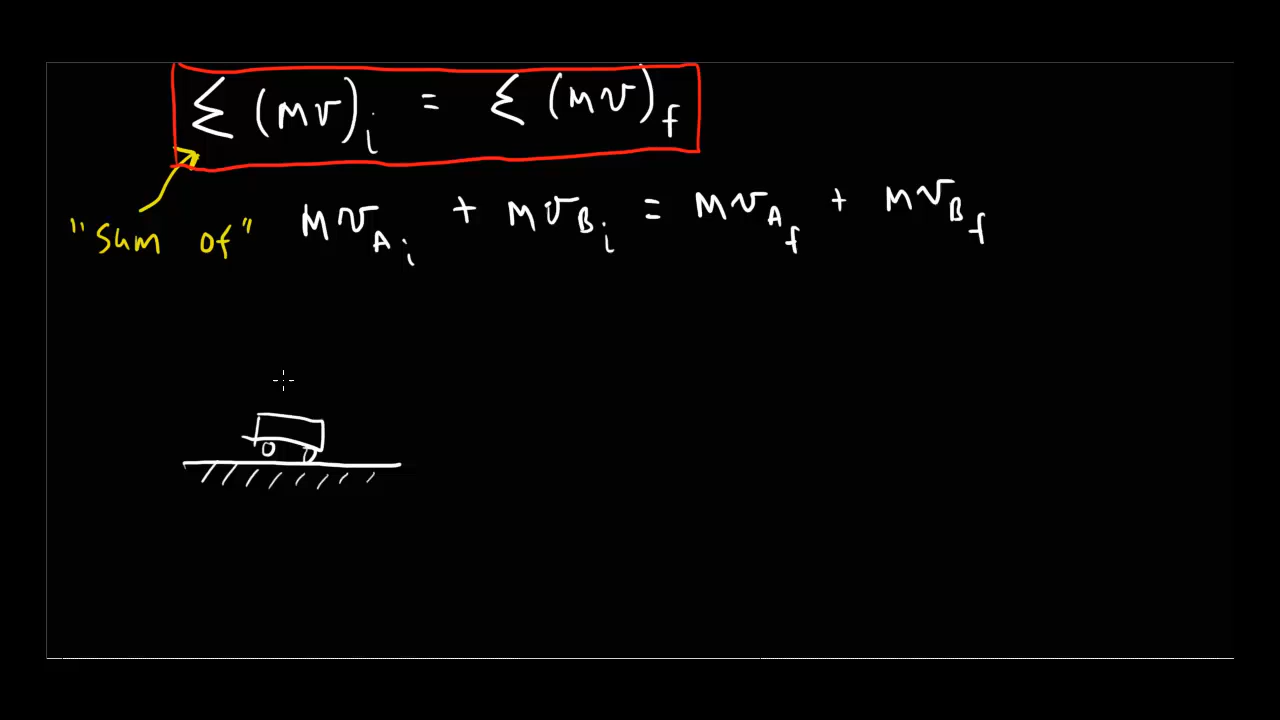 Σ (mv)i = Σ (mv)f
"Sum of" mvAi + mvBi = mvAf + mvBf